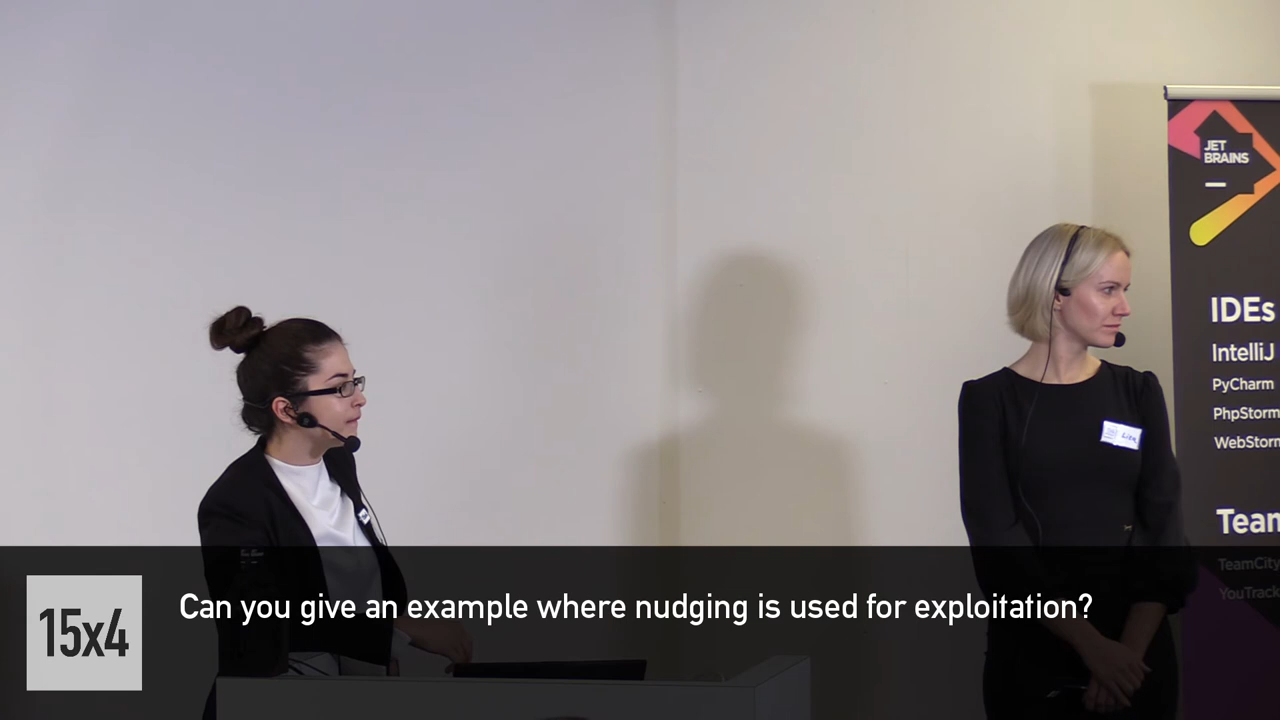 JET
BRAINS
IDEs
IntelliJ
PyCharm
PhpStorm
WebStorm
Team
TeamCity
YouTrack
15x4
Can you give an example where nudging is used for exploitation?